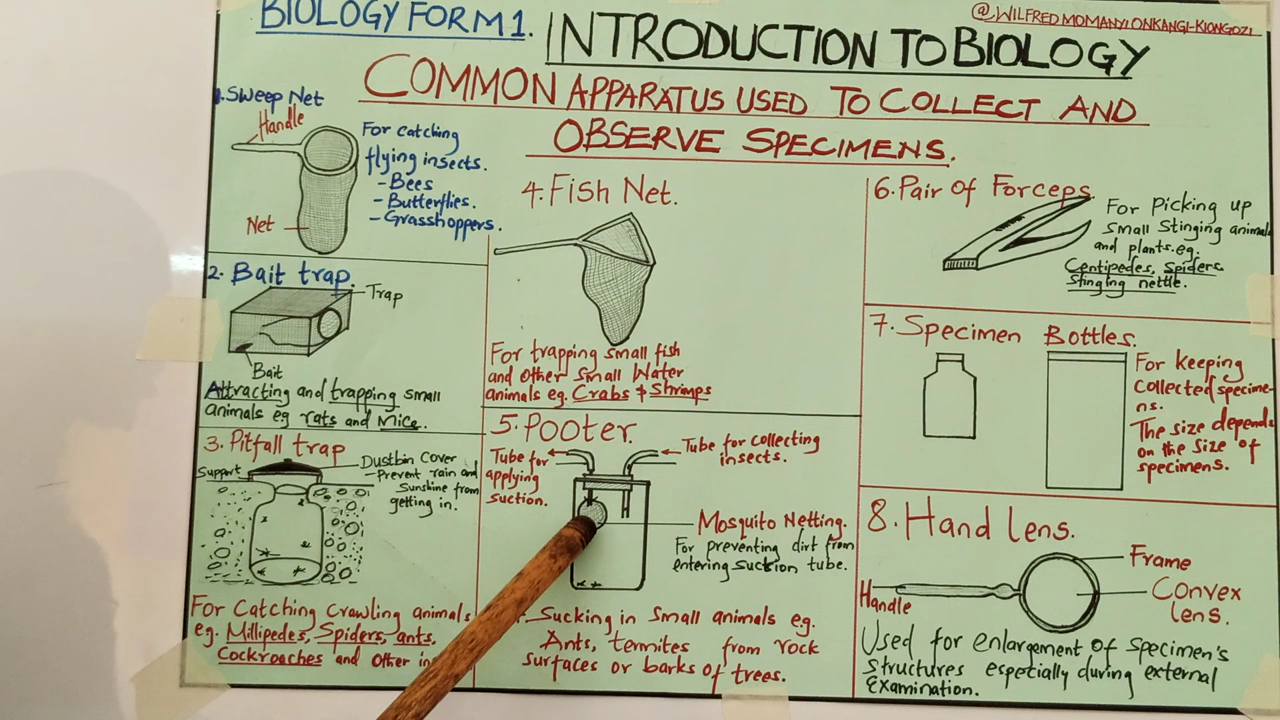 BIOLOGY FORM 1.
INTRODUCTION TO BIOLOGY
@WILFREDMOMANYIONKANGI-KIONGOZI
COMMON APPARATUS USED TO COLLECT AND
OBSERVE SPECIMENS.
1. Sweep Net
Handle
Net
For catching
flying insects.
- Bees
- Butterflies.
- Grasshoppers.
2. Bait trap.
Trap
Bait
Attracting and trapping small
animals eg rats and Mice.
3. Pitfall trap
Support
Dustbin Cover
- Prevent rain and
Sunshine from
getting in.
For Catching Crawling animals
eg. Millipedes, Spiders, ants,
Cockroaches and other
4. Fish Net.
For trapping small fish
and other Small Water
animals eg. Crabs & Shrimps
5. Pooter.
Tube for
applying
Suction.
Tube for collecting
insects.
Mosquito Netting.
For preventing dirt from
entering suction tube.
Sucking in Small animals eg.
Ants, termites from rock
surfaces or barks of trees.
6. Pair of Forceps.
For Picking up
Small Stinging animal
and plants. eg.
Centipedes, Spiders,
Stinging nettle.
7. Specimen Bottles.
For keeping
Collected specime-
ns.
The size depends
on the size of
specimens.
8. Hand lens.
Frame
Convex
lens.
Handle
Used for enlargement of specimen's
Structures especially during external
Examination.